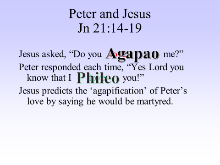 Peter and Jesus
Jn 21:14-19
Jesus asked, “Do you Agapao me?”
Peter responded each time, “Yes Lord you
know that I Phileo you!”
Jesus predicts the ‘agapification’ of Peter’s
love by saying he would be martyred.